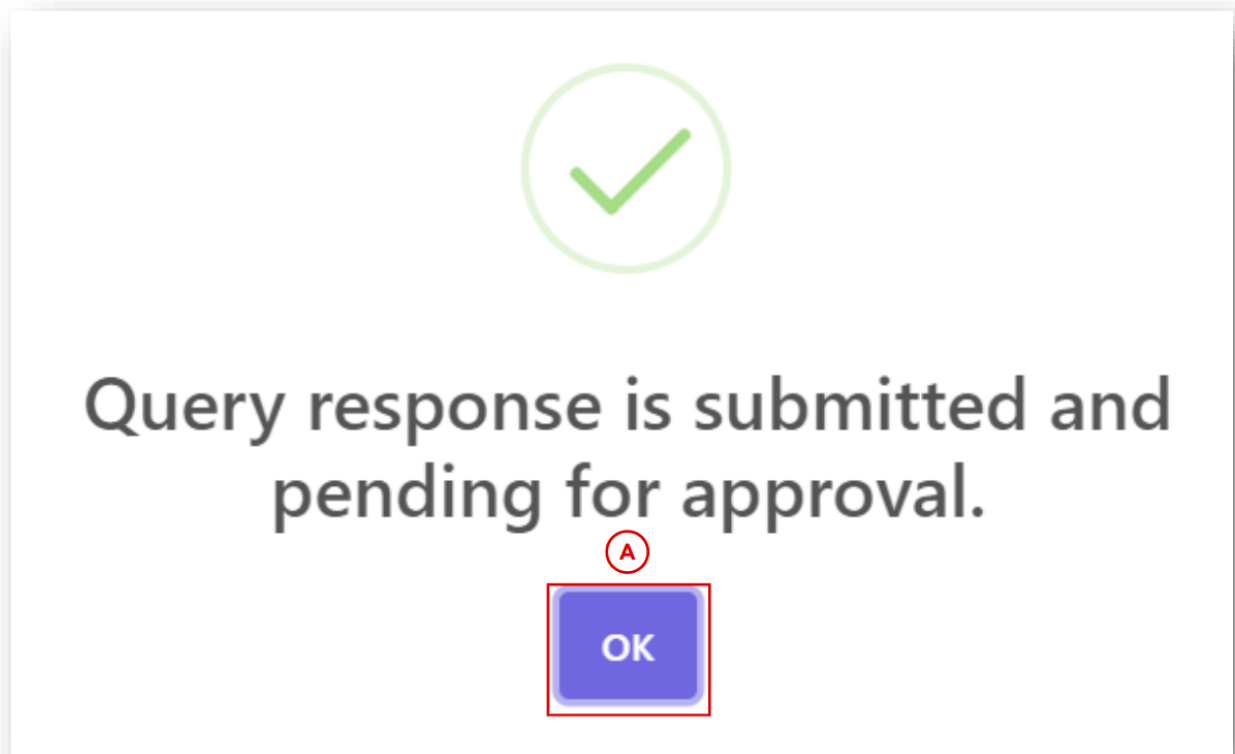 Query response is submitted and
pending for approval.
A
OK